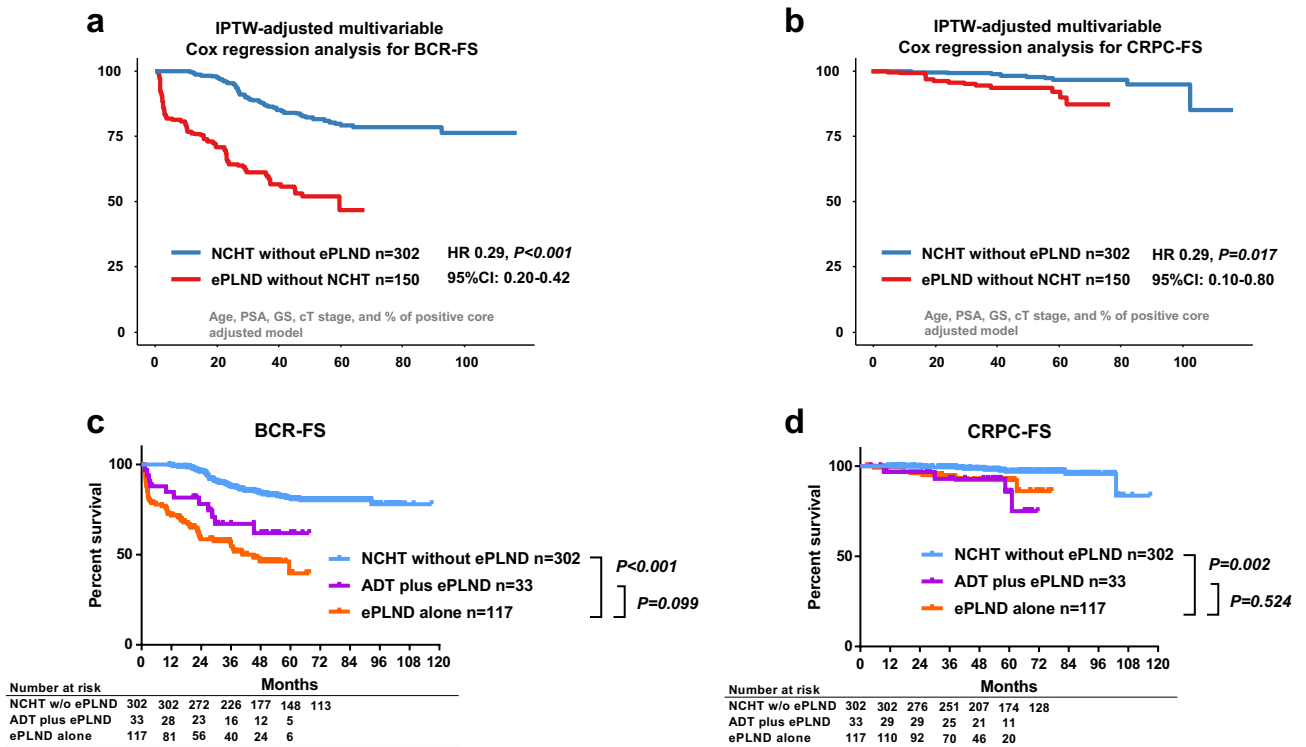 a
IPTW-adjusted multivariable
Cox regression analysis for BCR-FS
100
75
50
25
0
NCHT without ePLND n=302
ePLND without NCHT n=150
HR 0.29, P<0.001
95%CI: 0.20-0.42
Age, PSA, GS, cT stage, and % of positive core
adjusted model
0 20 40 60 80 100
b
IPTW-adjusted multivariable
Cox regression analysis for CRPC-FS
100
75
50
25
0
NCHT without ePLND n=302
ePLND without NCHT n=150
HR 0.29, P=0.017
95%CI: 0.10-0.80
Age, PSA, GS, cT stage, and % of positive core
adjusted model
0 20 40 60 80 100
c
BCR-FS
Percent survival
100
50
0
NCHT without ePLND n=302
ADT plus ePLND n=33
ePLND alone n=117
P<0.001
P=0.099
0 12 24 36 48 60 72 84 96 108 120
Months
Number at risk
NCHT w/o ePLND 302 302 272 226 177 148 113
ADT plus ePLND 33 28 23 16 12 5
ePLND alone 117 81 56 40 24 6
d
CRPC-FS
Percent survival
100
50
0
NCHT without ePLND n=302
ADT plus ePLND n=33
ePLND alone n=117
P=0.002
P=0.524
0 12 24 36 48 60 72 84 96 108 120
Months
Number at risk
NCHT w/o ePLND 302 302 276 251 207 174 128
ADT plus ePLND 33 29 29 25 21 11
ePLND alone 117 110 92 70 46 20